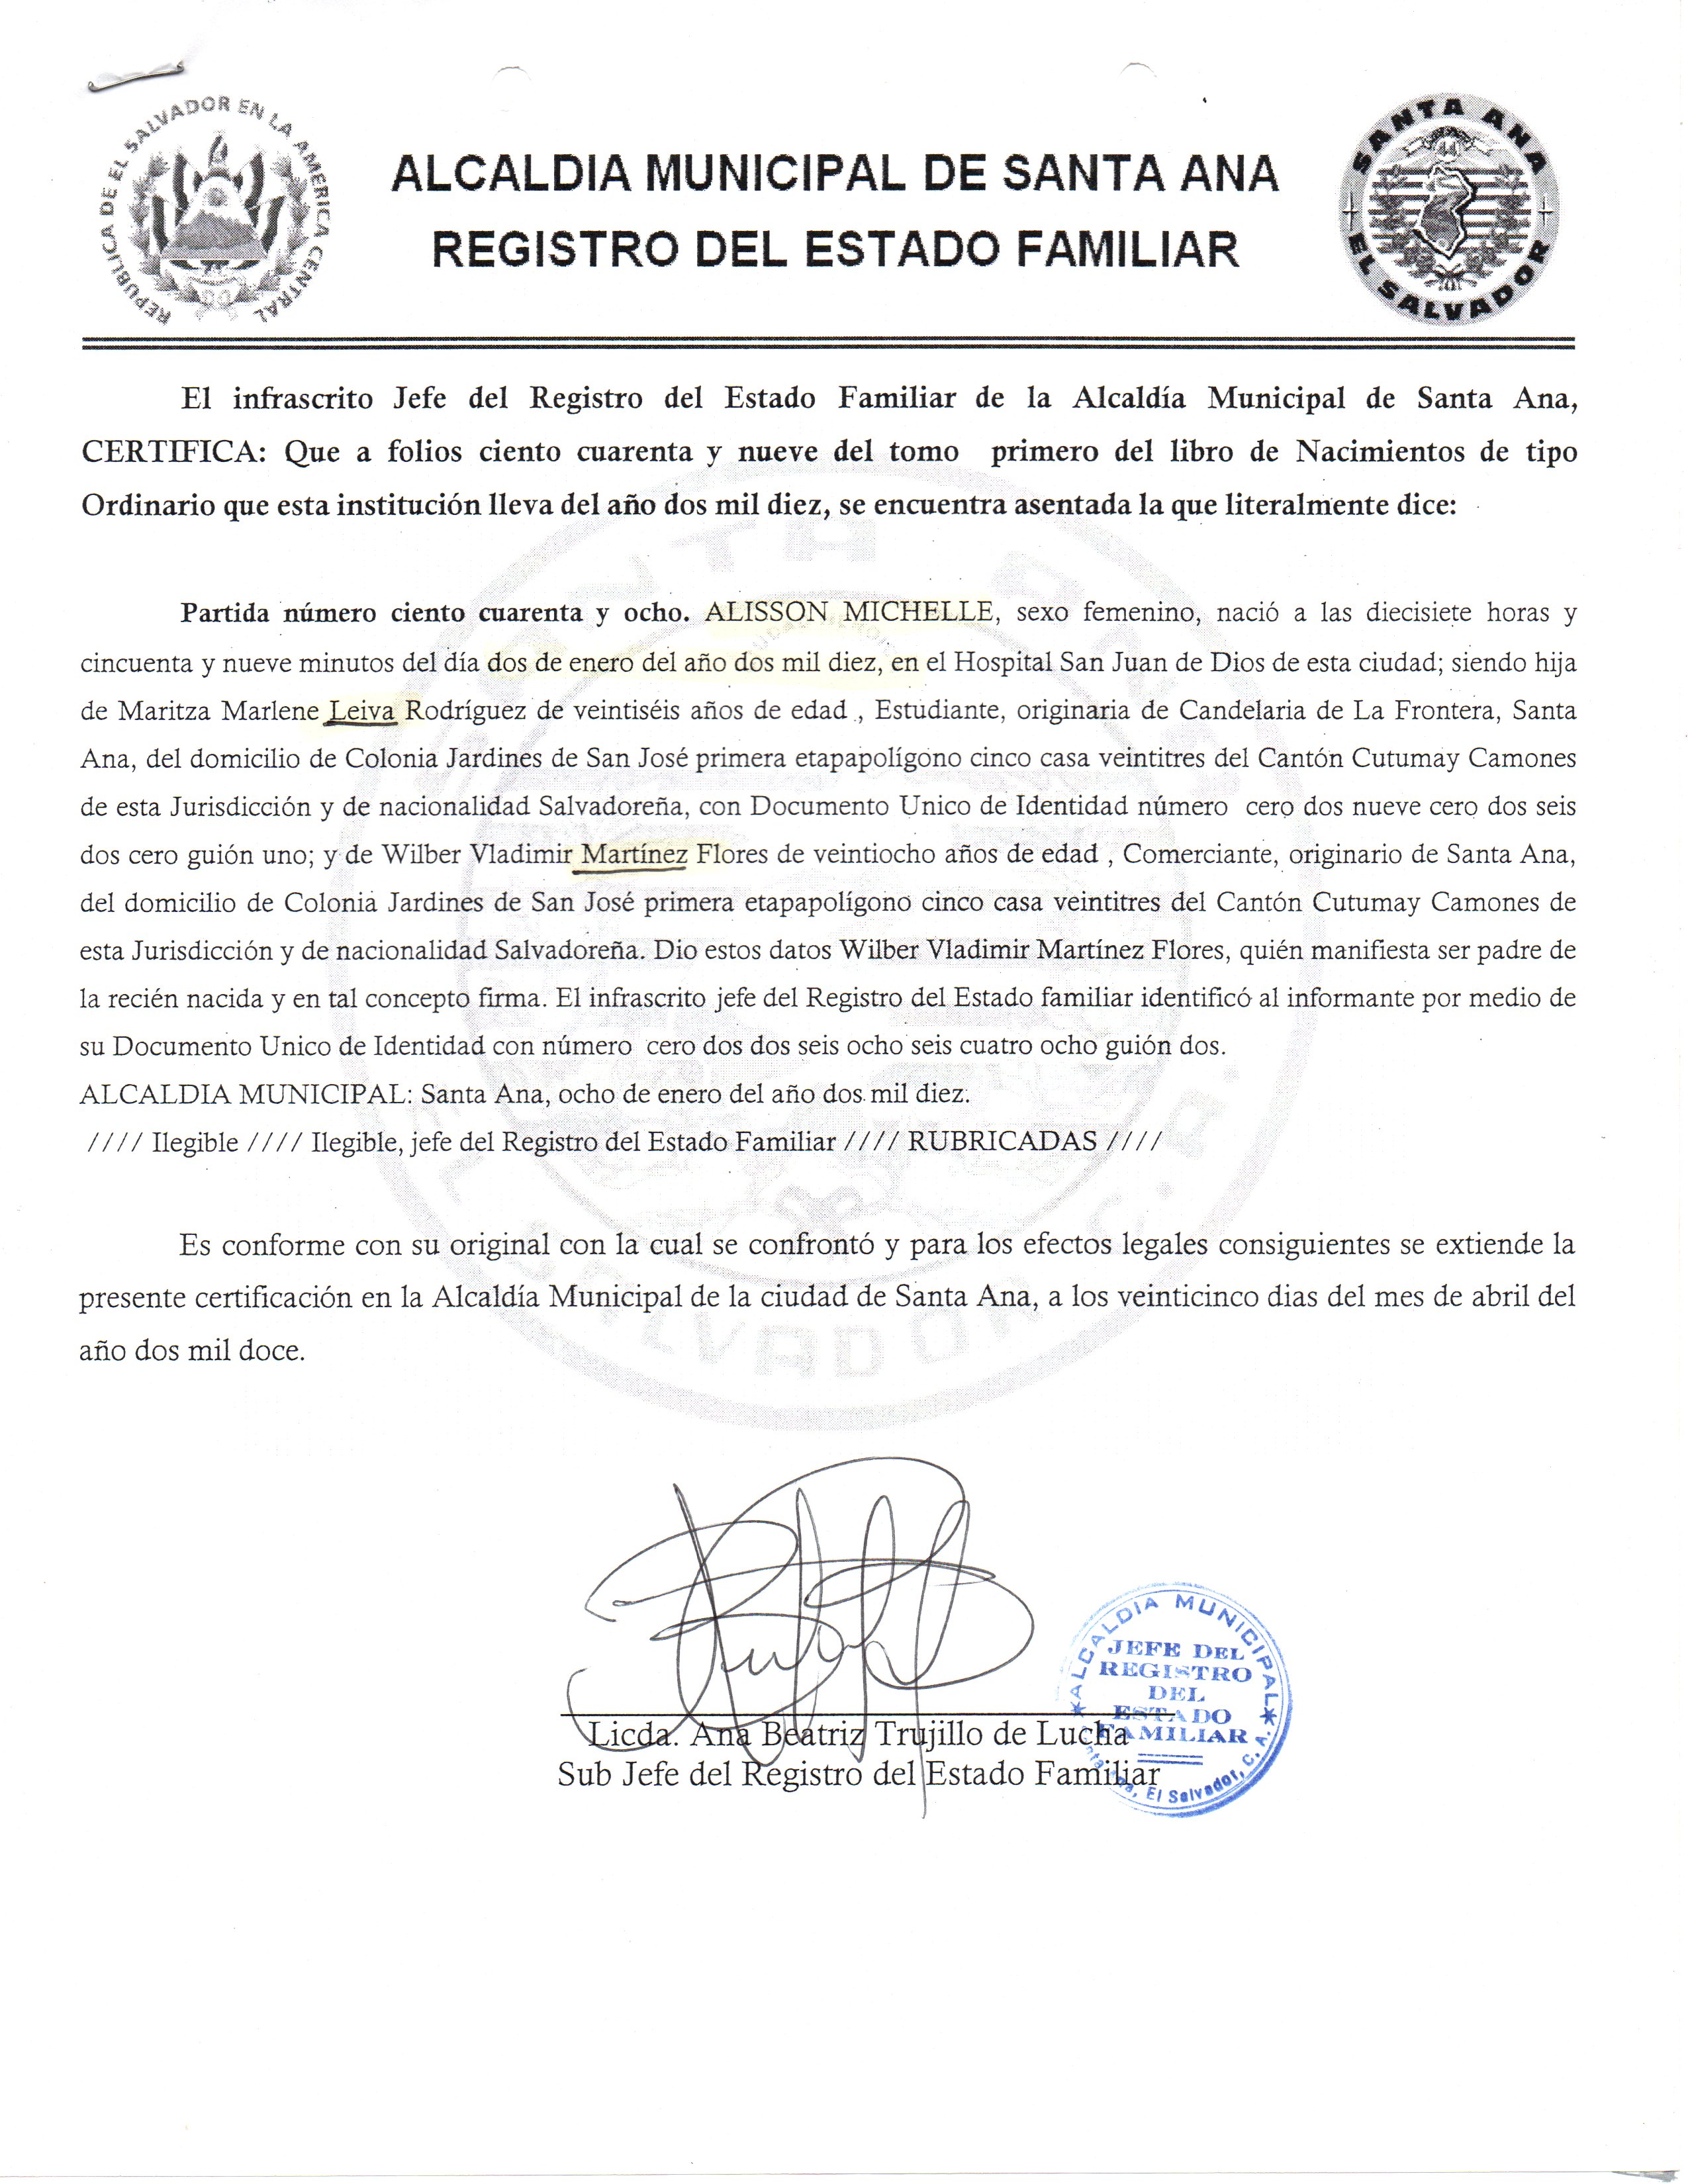 REPUBLICA DE EL SALVADOR EN LA AMERICA CENTRAL
SANTA ANA
EL SALVADOR
ALCALDIA MUNICIPAL DE SANTA ANA
REGISTRO DEL ESTADO FAMILIAR
El infrascrito Jefe del Registro del Estado Familiar de la Alcaldía Municipal de Santa Ana,
CERTIFICA: Que a folios ciento cuarenta y nueve del tomo primero del libro de Nacimientos de tipo
Ordinario que esta institución lleva del año dos mil diez, se encuentra asentada la que literalmente dice:
Partida número ciento cuarenta y ocho. ALISSON MICHELLE, sexo femenino, nació a las diecisiete horas y
cincuenta y nueve minutos del día dos de enero del año dos mil diez, en el Hospital San Juan de Dios de esta ciudad; siendo hija
de Maritza Marlene Leiva Rodríguez de veintiséis años de edad , Estudiante, originaria de Candelaria de La Frontera, Santa
Ana, del domicilio de Colonia Jardines de San José primera etapapolígono cinco casa veintitres del Cantón Cutumay Camones
de esta Jurisdicción y de nacionalidad Salvadoreña, con Documento Unico de Identidad número cero dos nueve cero dos seis
dos cero guión uno; y de Wilber Vladimir Martínez Flores de veintiocho años de edad , Comerciante, originario de Santa Ana,
del domicilio de Colonia Jardines de San José primera etapapolígono cinco casa veintitres del Cantón Cutumay Camones de
esta Jurisdicción y de nacionalidad Salvadoreña. Dio estos datos Wilber Vladimir Martínez Flores, quién manifiesta ser padre de
la recién nacida y en tal concepto firma. El infrascrito jefe del Registro del Estado familiar identificó al informante por medio de
su Documento Unico de Identidad con número cero dos dos seis ocho seis cuatro ocho guión dos.
ALCALDIA MUNICIPAL: Santa Ana, ocho de enero del año dos mil diez.
//// Ilegible //// Ilegible, jefe del Registro del Estado Familiar //// RUBRICADAS ////
Es conforme con su original con la cual se confrontó y para los efectos legales consiguientes se extiende la
presente certificación en la Alcaldía Municipal de la ciudad de Santa Ana, a los veinticinco dias del mes de abril del
año dos mil doce.
Licda. Ana Beatriz Trujillo de Lucha
Sub Jefe del Registro del Estado Familiar
ALCALDIA MUNICIPAL
JEFE DEL
REGISTRO
DEL
ESTADO
FAMILIAR
El Salvador, C. A.